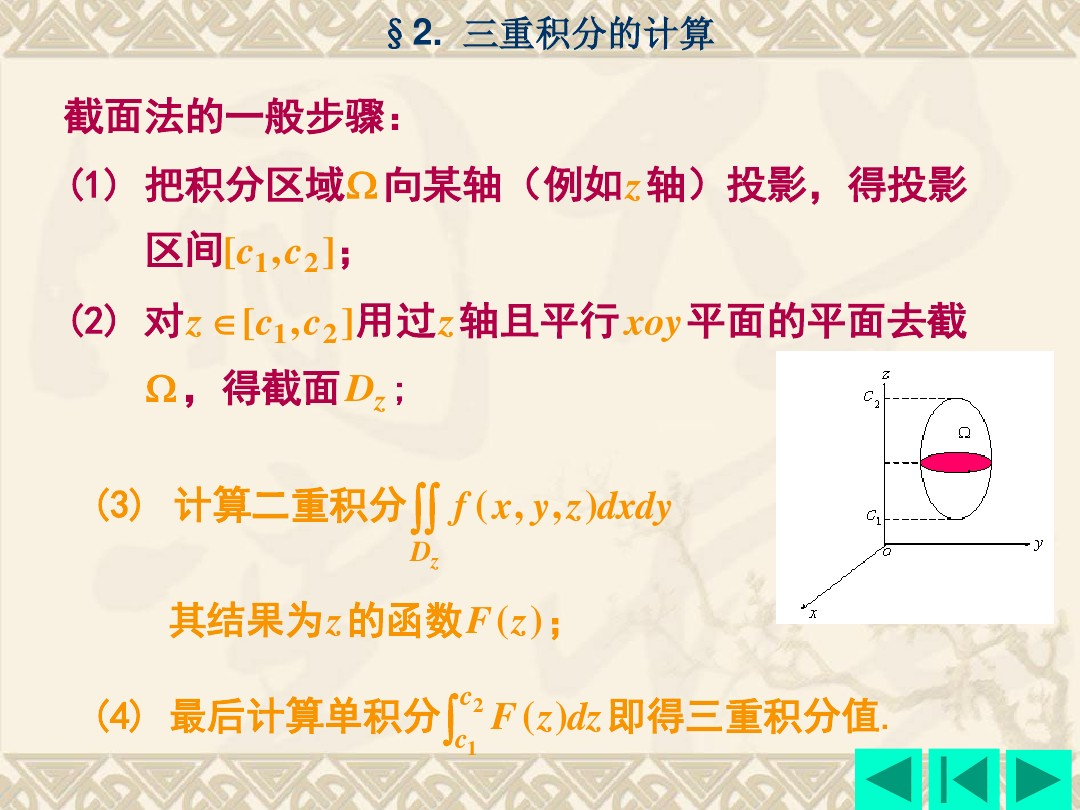 §2. 三重积分的计算
截面法的一般步骤：
(1) 把积分区域Ω向某轴（例如z轴）投影，得投影
区间[c₁,c₂]；
(2) 对z∈[c₁,c₂]用过z轴且平行xoy平面的平面去截
Ω，得截面D_z；
z
C₂
Ω
C₁
o
y
x
(3) 计算二重积分∬_{D_z} f(x,y,z)dxdy
其结果为z的函数F(z)；
(4) 最后计算单积分∫_{c₁}^{c₂} F(z)dz即得三重积分值.